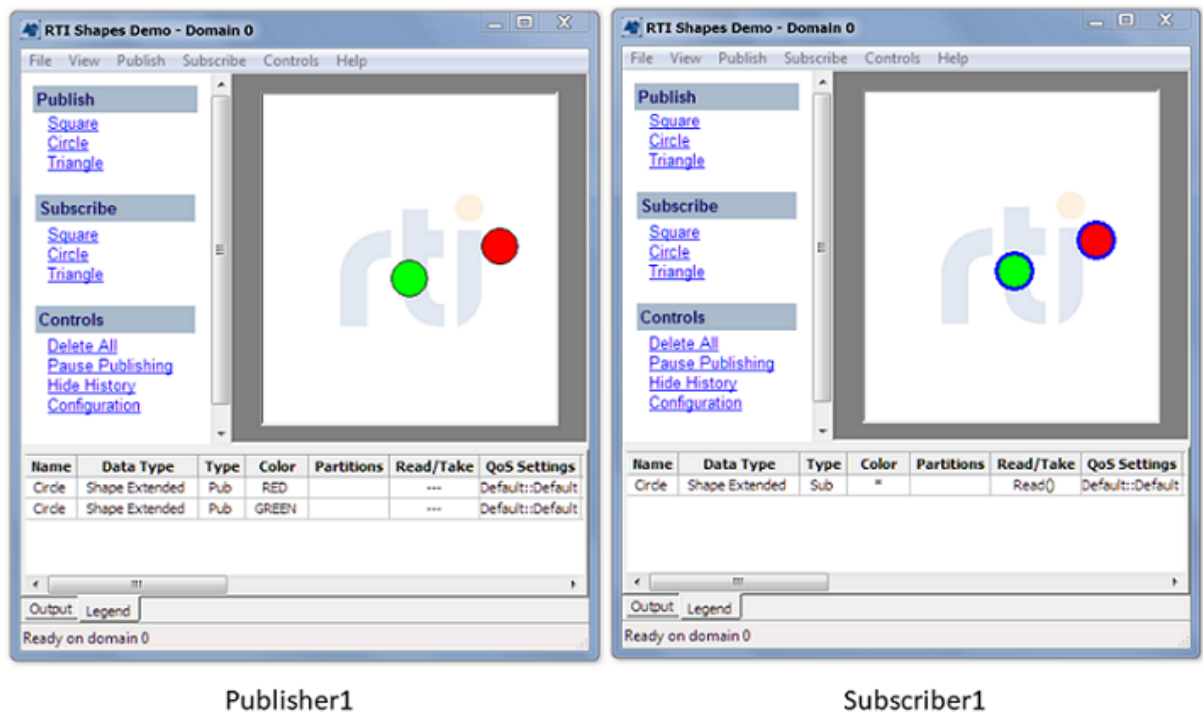 RTI Shapes Demo - Domain 0
File View Publish Subscribe Controls Help
Publish
Square
Circle
Triangle
Subscribe
Square
Circle
Triangle
Controls
Delete All
Pause Publishing
Hide History
Configuration
rti
Name Data Type Type Color Partitions Read/Take QoS Settings
Circle Shape Extended Pub RED --- Default::Default
Circle Shape Extended Pub GREEN --- Default::Default
Output Legend
Ready on domain 0
Publisher1
RTI Shapes Demo - Domain 0
File View Publish Subscribe Controls Help
Publish
Square
Circle
Triangle
Subscribe
Square
Circle
Triangle
Controls
Delete All
Pause Publishing
Hide History
Configuration
rti
Name Data Type Type Color Partitions Read/Take QoS Settings
Circle Shape Extended Sub * Read() Default::Default
Output Legend
Ready on domain 0
Subscriber1